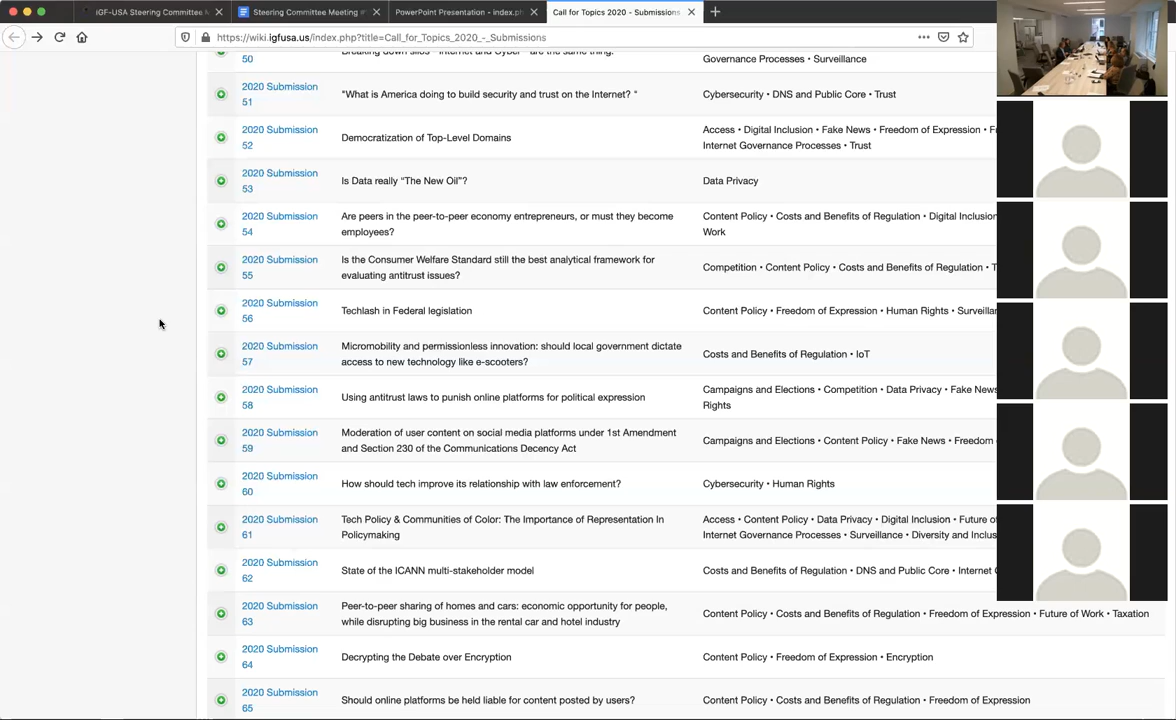 IGF-USA Steering Committee M
Steering Committee Meeting
PowerPoint Presentation - index.ph
Call for Topics 2020 - Submissions
https://wiki.igfusa.us/index.php?title=Call_for_Topics_2020_-_Submissions
50
Breaking down silos - "Internet and Cyber" are the same thing.
Governance Processes • Surveillance
2020 Submission
51
"What is America doing to build security and trust on the Internet? "
Cybersecurity • DNS and Public Core • Trust
2020 Submission
52
Democratization of Top-Level Domains
Access • Digital Inclusion • Fake News • Freedom of Expression • F
Internet Governance Processes • Trust
2020 Submission
53
Is Data really “The New Oil”?
Data Privacy
2020 Submission
54
Are peers in the peer-to-peer economy entrepreneurs, or must they become
employees?
Content Policy • Costs and Benefits of Regulation • Digital Inclusion
Work
2020 Submission
55
Is the Consumer Welfare Standard still the best analytical framework for
evaluating antitrust issues?
Competition • Content Policy • Costs and Benefits of Regulation • T
2020 Submission
56
Techlash in Federal legislation
Content Policy • Freedom of Expression • Human Rights • Surveillan
2020 Submission
57
Micromobility and permissionless innovation: should local government dictate
access to new technology like e-scooters?
Costs and Benefits of Regulation • IoT
2020 Submission
58
Using antitrust laws to punish online platforms for political expression
Campaigns and Elections • Competition • Data Privacy • Fake News
Rights
2020 Submission
59
Moderation of user content on social media platforms under 1st Amendment
and Section 230 of the Communications Decency Act
Campaigns and Elections • Content Policy • Fake News • Freedom
2020 Submission
60
How should tech improve its relationship with law enforcement?
Cybersecurity • Human Rights
2020 Submission
61
Tech Policy & Communities of Color: The Importance of Representation In
Policymaking
Access • Content Policy • Data Privacy • Digital Inclusion • Future of
Internet Governance Processes • Surveillance • Diversity and Inclus
2020 Submission
62
State of the ICANN multi-stakeholder model
Costs and Benefits of Regulation • DNS and Public Core • Internet
2020 Submission
63
Peer-to-peer sharing of homes and cars: economic opportunity for people,
while disrupting big business in the rental car and hotel industry
Content Policy • Costs and Benefits of Regulation • Freedom of Expression • Future of Work • Taxation
2020 Submission
64
Decrypting the Debate over Encryption
Content Policy • Freedom of Expression • Encryption
2020 Submission
65
Should online platforms be held liable for content posted by users?
Content Policy • Costs and Benefits of Regulation • Freedom of Expression